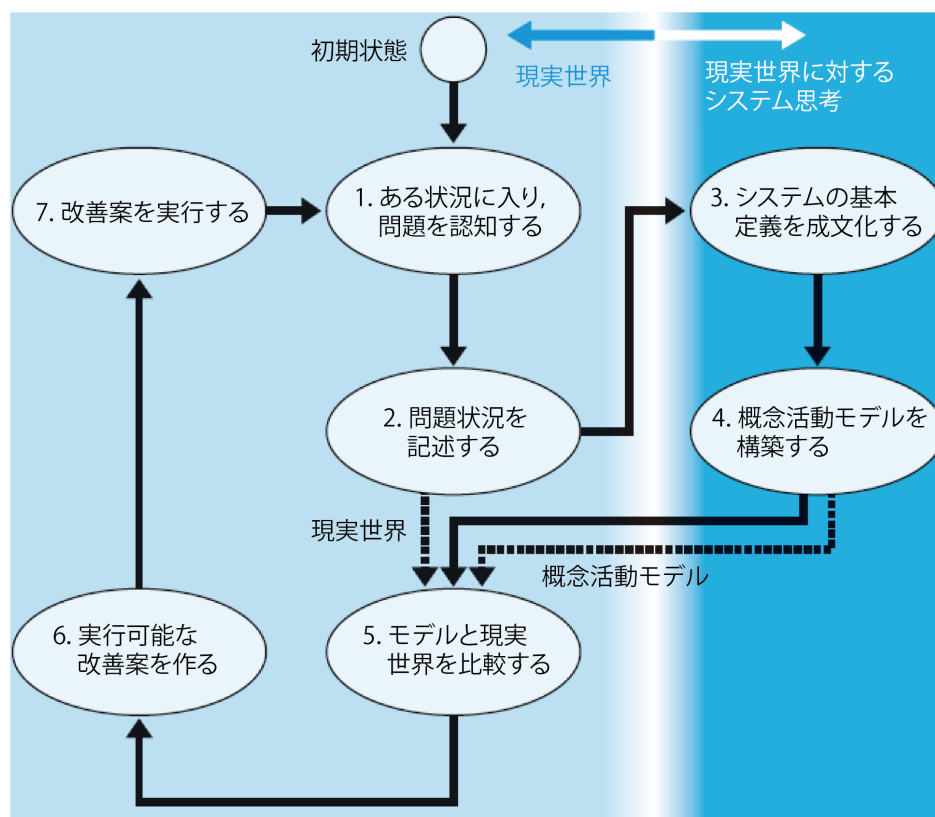 初期状態
現実世界
現実世界に対する
システム思考
7. 改善案を実行する
1. ある状況に入り,
問題を認知する
3. システムの基本
定義を成文化する
2. 問題状況を
記述する
4. 概念活動モデルを
構築する
現実世界
概念活動モデル
6. 実行可能な
改善案を作る
5. モデルと現実
世界を比較する